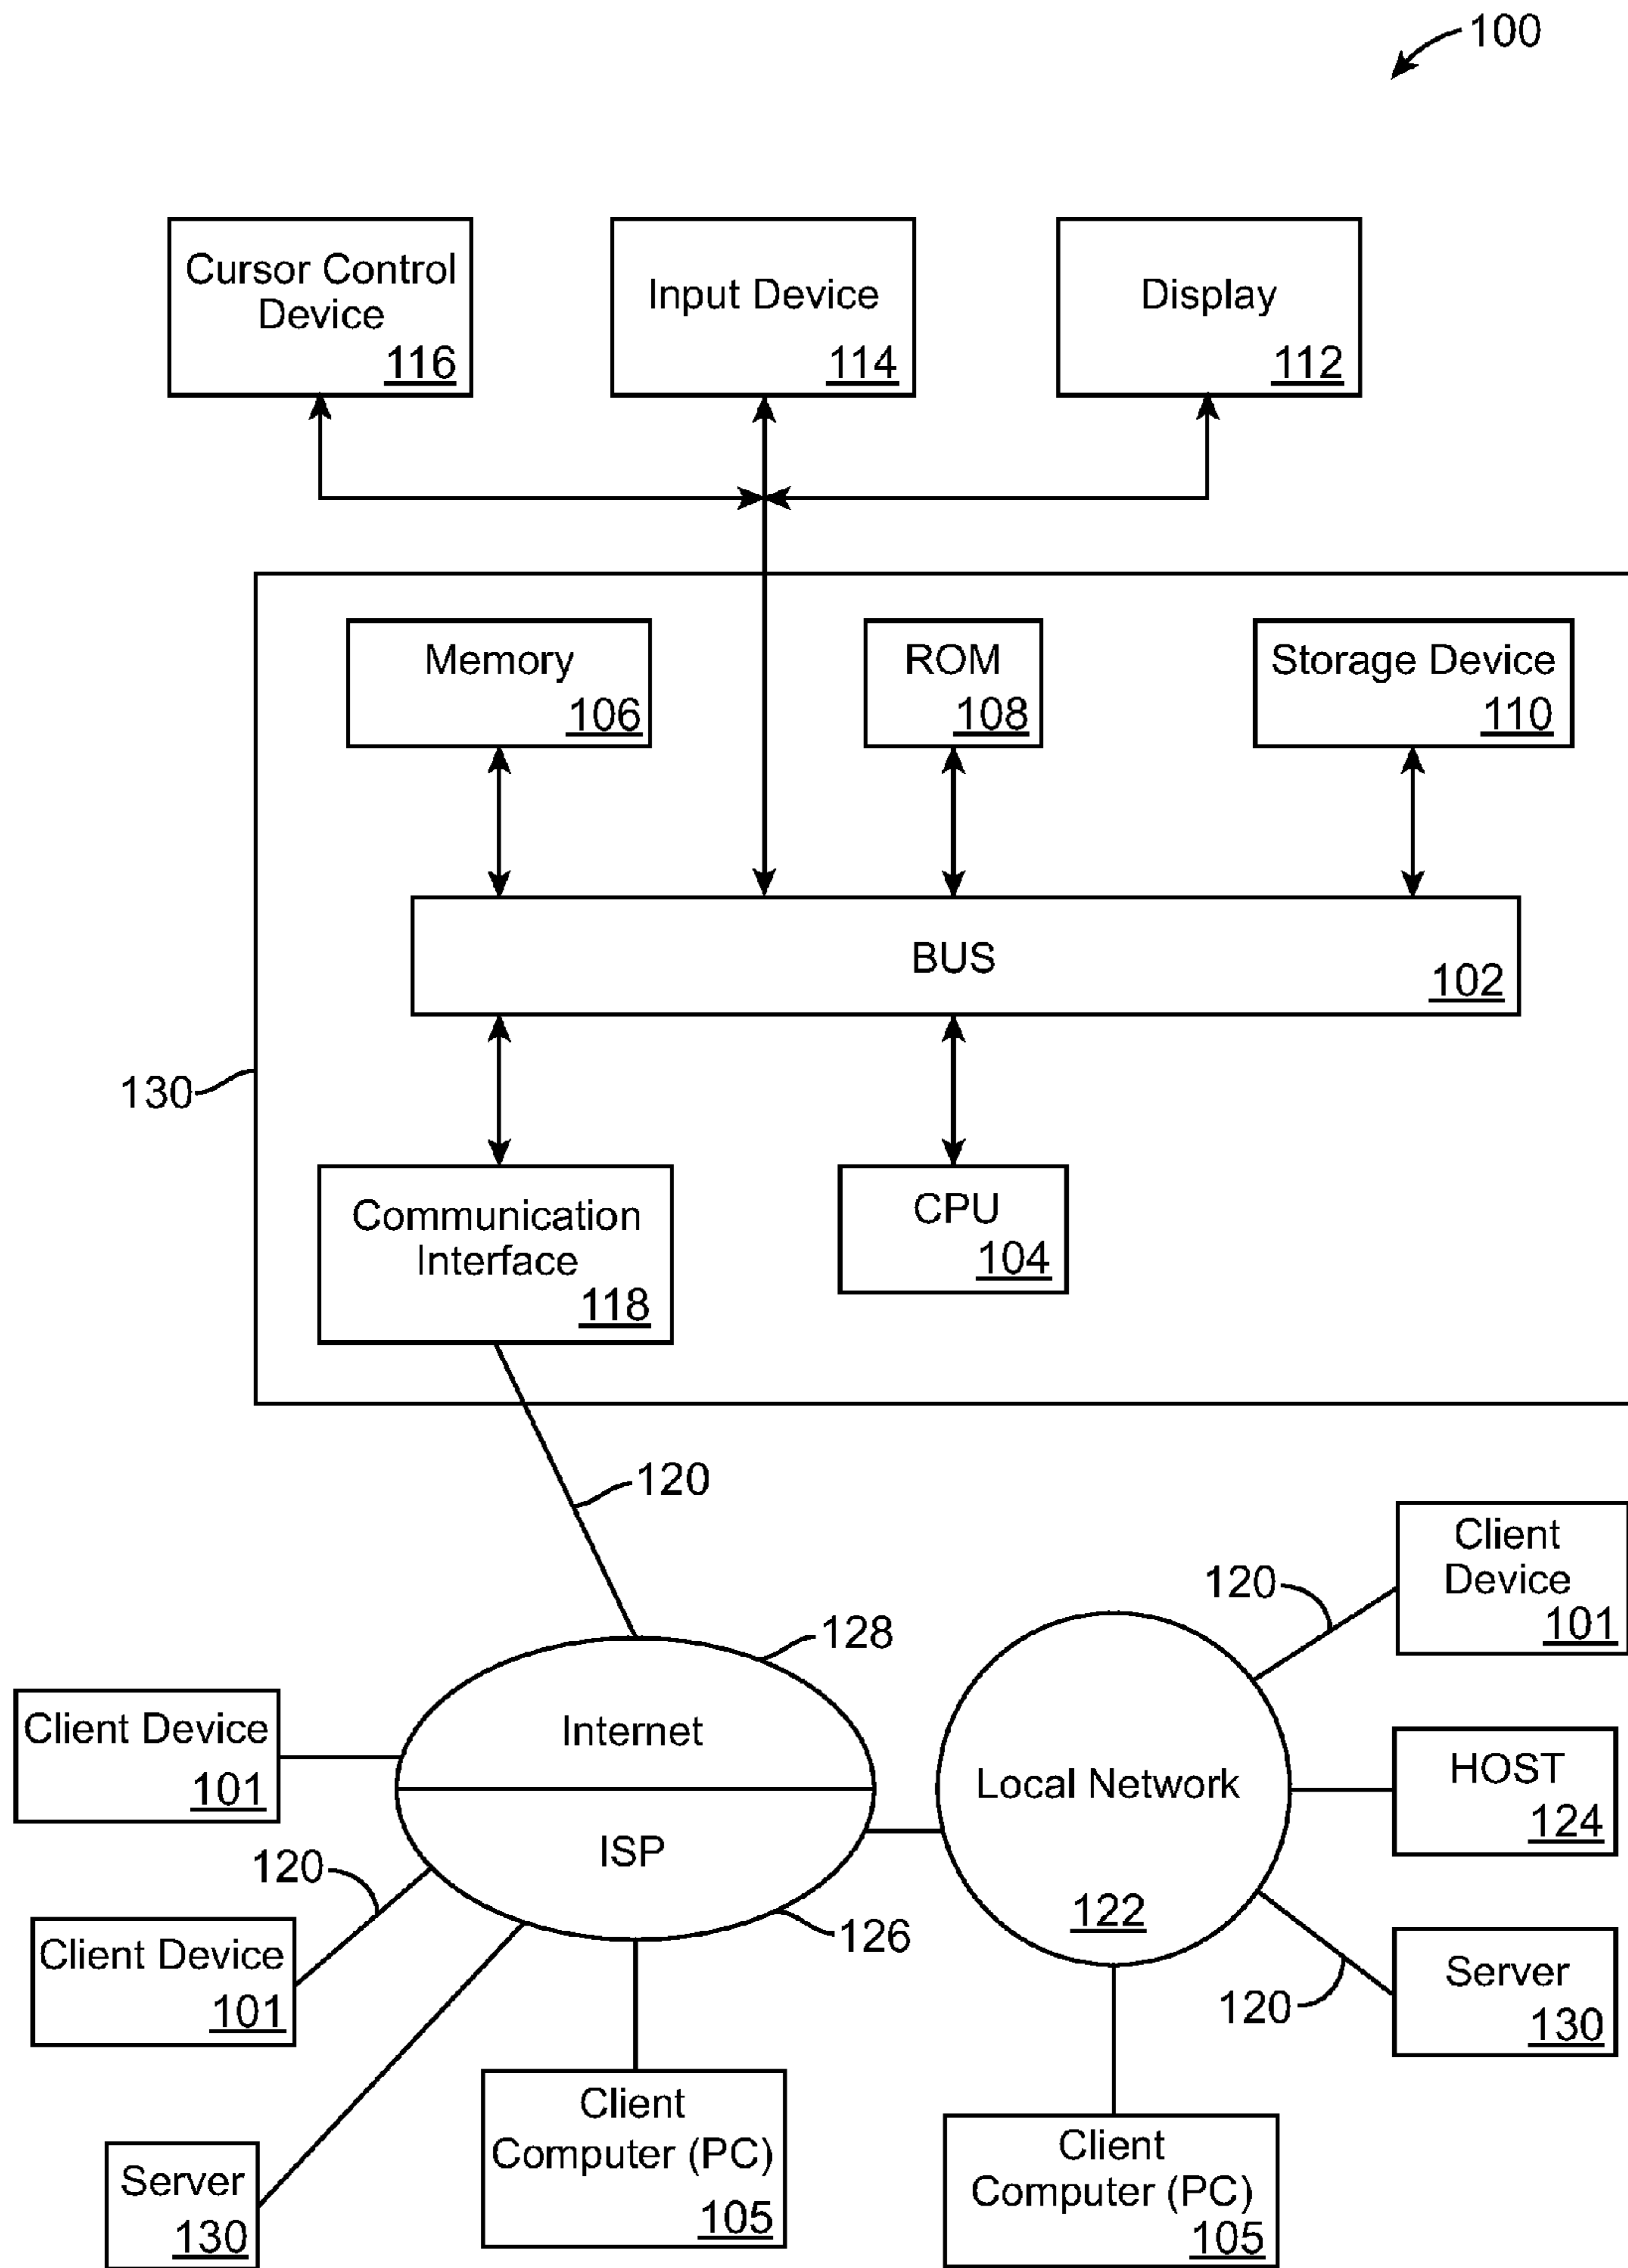 100
Cursor Control
Device
116
Input Device
114
Display
112
Memory
106
ROM
108
Storage Device
110
BUS
102
130
Communication
Interface
118
CPU
104
120
Client
Device
101
120
128
Internet
Client Device
101
Local Network
122
HOST
124
ISP
120
126
Client Device
101
Server
130
120
Client
Computer (PC)
105
Client
Computer (PC)
105
Server
130